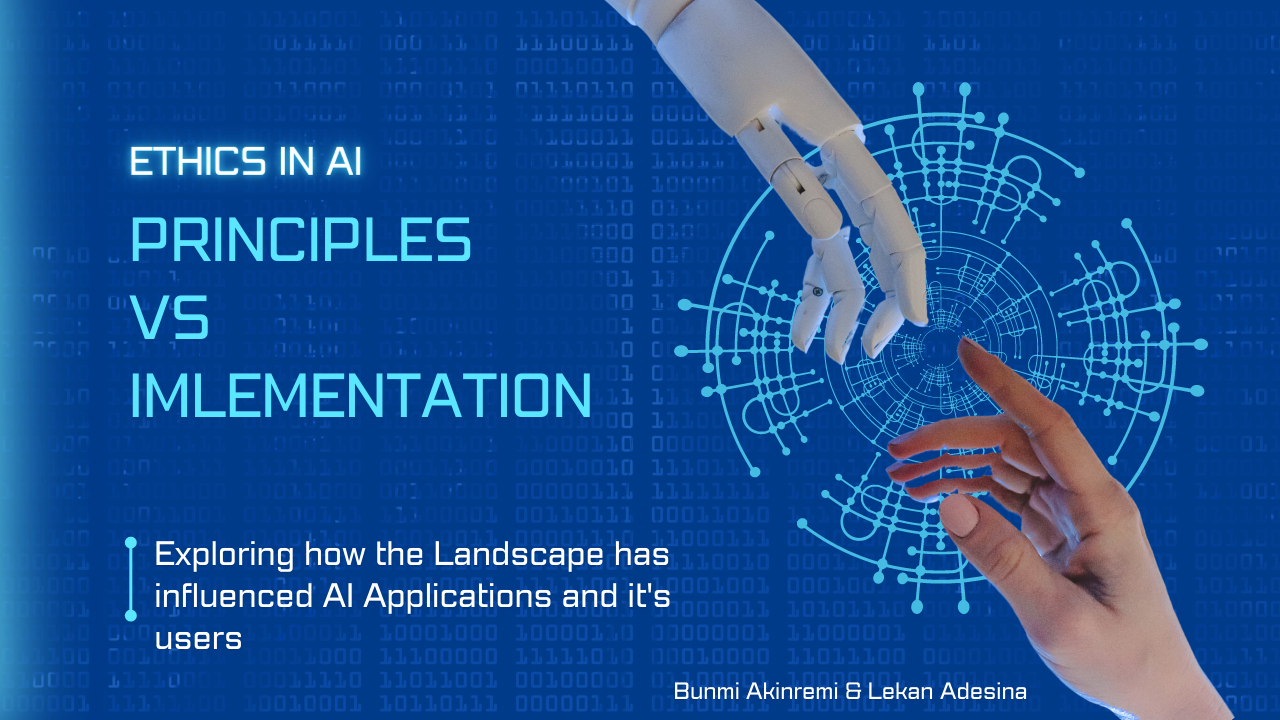 ETHICS IN AI
PRINCIPLES
VS
IMLEMENTATION
Exploring how the Landscape has
influenced AI Applications and it's
users
Bunmi Akinremi & Lekan Adesina